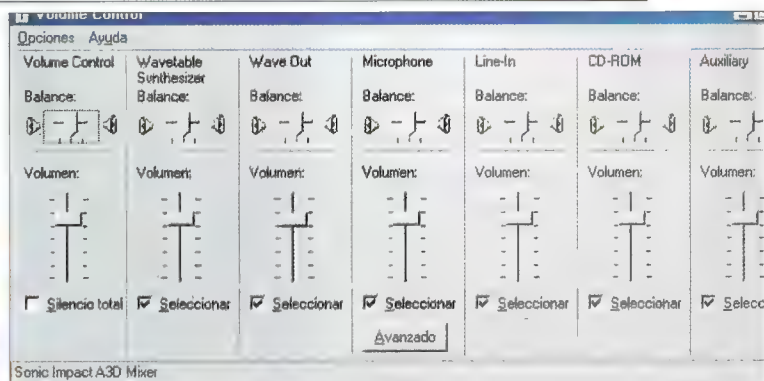 Volume Control
Opciones Ayuda
Volume Control Wavetable Synthesizer Wave Out Microphone Line-In CD-ROM Auxiliary
Balance: Balance: Balance: Balance: Balance: Balance: Balance:
Volumen: Volumen: Volumen: Volumen: Volumen: Volumen: Volumen:
Silencio total Seleccionar Seleccionar Seleccionar Seleccionar Seleccionar Selecc
Avanzado
Sonic Impact A3D Mixer